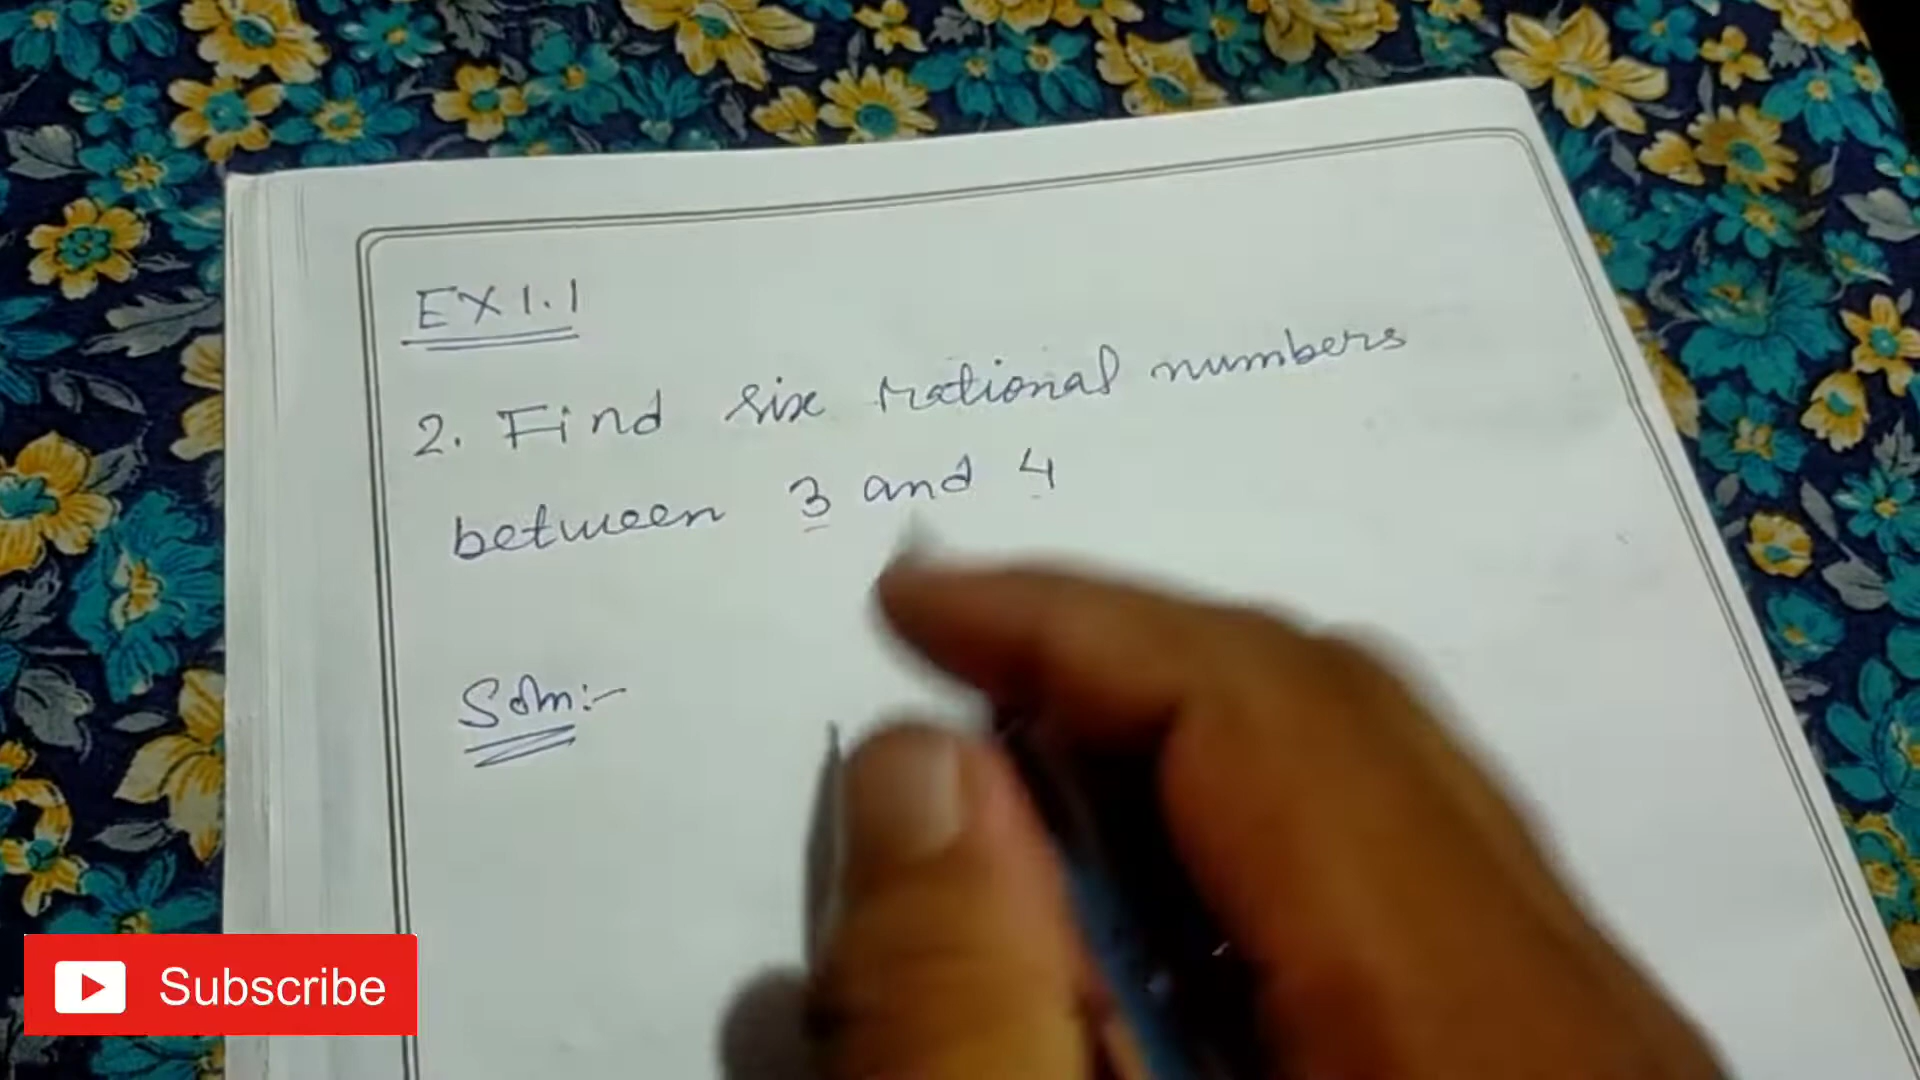 EX 1.1
2. Find six rational numbers
between 3 and 4
Soln:-
Subscribe